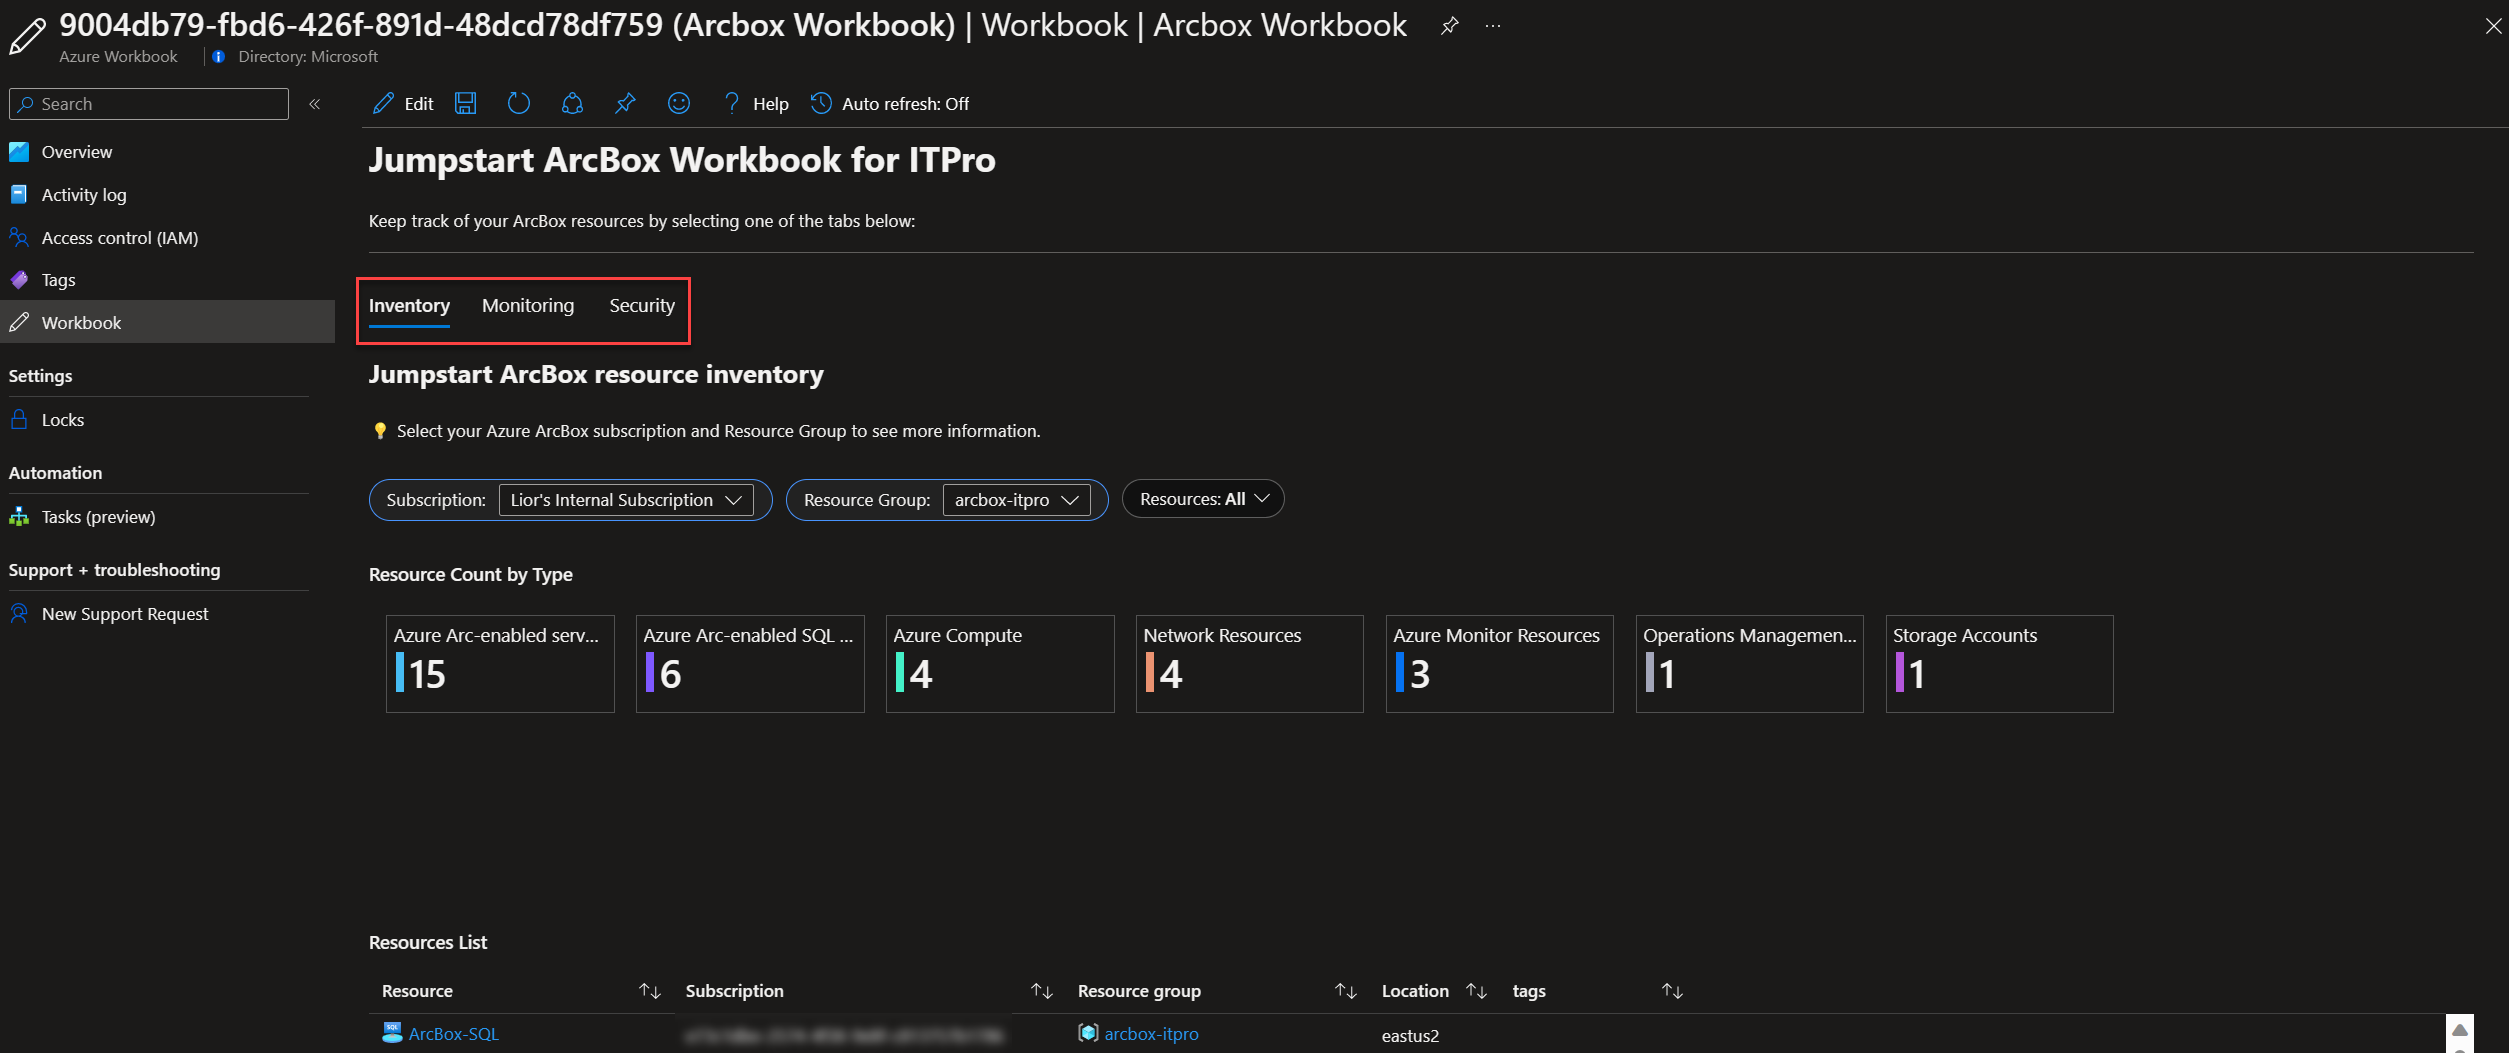 9004db79-fbd6-426f-891d-48dcd78df759 (Arcbox Workbook) | Workbook | Arcbox Workbook
Azure Workbook
Directory: Microsoft
Search
Overview
Activity log
Access control (IAM)
Tags
Workbook
Settings
Locks
Automation
Tasks (preview)
Support + troubleshooting
New Support Request
Edit
Help
Auto refresh: Off
Jumpstart ArcBox Workbook for ITPro
Keep track of your ArcBox resources by selecting one of the tabs below:
Inventory Monitoring Security
Jumpstart ArcBox resource inventory
Select your Azure ArcBox subscription and Resource Group to see more information.
Subscription: Lior's Internal Subscription
Resource Group: arcbox-itpro
Resources: All
Resource Count by Type
Azure Arc-enabled serv...
15
Azure Arc-enabled SQL ...
6
Azure Compute
4
Network Resources
4
Azure Monitor Resources
3
Operations Managemen...
1
Storage Accounts
1
Resources List
Resource Subscription Resource group Location tags
ArcBox-SQL arcbox-itpro eastus2